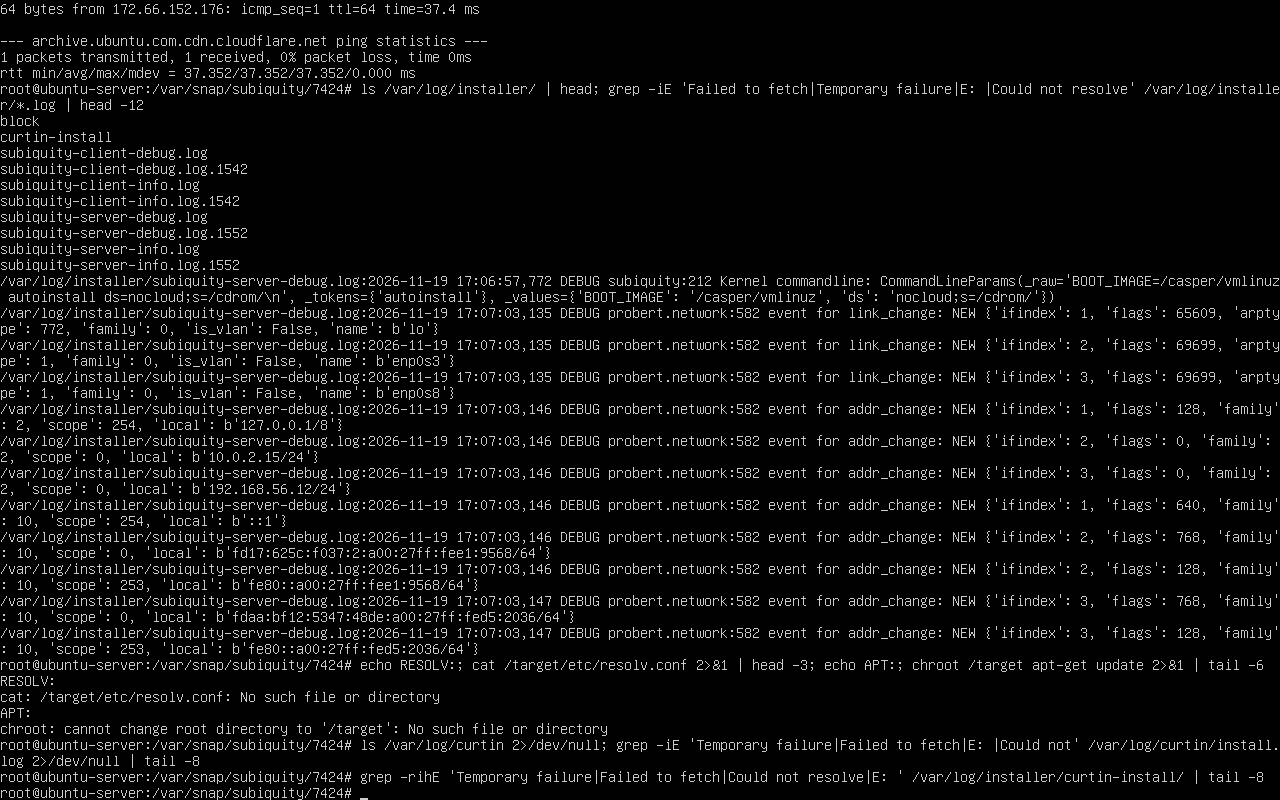 64 bytes from 172.66.152.176: icmp_seq=1 ttl=64 time=37.4 ms

--- archive.ubuntu.com.cdn.cloudflare.net ping statistics ---
1 packets transmitted, 1 received, 0% packet loss, time 0ms
rtt min/avg/max/mdev = 37.352/37.352/37.352/0.000 ms
root@ubuntu-server:/var/snap/subiquity/7424# ls /var/log/installer/ | head; grep -iE 'Failed to fetch|Temporary failure|E: |Could not resolve' /var/log/installe
r/*.log | head -12
block
curtin-install
subiquity-client-debug.log
subiquity-client-debug.log.1542
subiquity-client-info.log
subiquity-client-info.log.1542
subiquity-server-debug.log
subiquity-server-debug.log.1552
subiquity-server-info.log
subiquity-server-info.log.1552
/var/log/installer/subiquity-server-debug.log:2026-11-19 17:06:57,772 DEBUG subiquity:212 Kernel commandline: CommandLineParams(_raw='BOOT_IMAGE=/casper/vmlinuz
 autoinstall ds=nocloud;s=/cdrom/\n', _tokens={'autoinstall'}, _values={'BOOT_IMAGE': '/casper/vmlinuz', 'ds': 'nocloud;s=/cdrom/'})
/var/log/installer/subiquity-server-debug.log:2026-11-19 17:07:03,135 DEBUG probert.network:582 event for link_change: NEW {'ifindex': 1, 'flags': 65609, 'arpty
pe': 772, 'family': 0, 'is_vlan': False, 'name': b'lo'}
/var/log/installer/subiquity-server-debug.log:2026-11-19 17:07:03,135 DEBUG probert.network:582 event for link_change: NEW {'ifindex': 2, 'flags': 69699, 'arpty
pe': 1, 'family': 0, 'is_vlan': False, 'name': b'enp0s3'}
/var/log/installer/subiquity-server-debug.log:2026-11-19 17:07:03,135 DEBUG probert.network:582 event for link_change: NEW {'ifindex': 3, 'flags': 69699, 'arpty
pe': 1, 'family': 0, 'is_vlan': False, 'name': b'enp0s8'}
/var/log/installer/subiquity-server-debug.log:2026-11-19 17:07:03,146 DEBUG probert.network:582 event for addr_change: NEW {'ifindex': 1, 'flags': 128, 'family'
: 2, 'scope': 254, 'local': b'127.0.0.1/8'}
/var/log/installer/subiquity-server-debug.log:2026-11-19 17:07:03,146 DEBUG probert.network:582 event for addr_change: NEW {'ifindex': 2, 'flags': 0, 'family': 
2, 'scope': 0, 'local': b'10.0.2.15/24'}
/var/log/installer/subiquity-server-debug.log:2026-11-19 17:07:03,146 DEBUG probert.network:582 event for addr_change: NEW {'ifindex': 3, 'flags': 0, 'family': 
2, 'scope': 0, 'local': b'192.168.56.12/24'}
/var/log/installer/subiquity-server-debug.log:2026-11-19 17:07:03,146 DEBUG probert.network:582 event for addr_change: NEW {'ifindex': 1, 'flags': 640, 'family'
: 10, 'scope': 254, 'local': b'::1'}
/var/log/installer/subiquity-server-debug.log:2026-11-19 17:07:03,146 DEBUG probert.network:582 event for addr_change: NEW {'ifindex': 2, 'flags': 768, 'family'
: 10, 'scope': 0, 'local': b'fd17:625c:f037:2:a00:27ff:fee1:9568/64'}
/var/log/installer/subiquity-server-debug.log:2026-11-19 17:07:03,146 DEBUG probert.network:582 event for addr_change: NEW {'ifindex': 2, 'flags': 128, 'family'
: 10, 'scope': 253, 'local': b'fe80::a00:27ff:fee1:9568/64'}
/var/log/installer/subiquity-server-debug.log:2026-11-19 17:07:03,147 DEBUG probert.network:582 event for addr_change: NEW {'ifindex': 3, 'flags': 768, 'family'
: 10, 'scope': 0, 'local': b'fdaa:bf12:5347:48de:a00:27ff:fed5:2036/64'}
/var/log/installer/subiquity-server-debug.log:2026-11-19 17:07:03,147 DEBUG probert.network:582 event for addr_change: NEW {'ifindex': 3, 'flags': 128, 'family'
: 10, 'scope': 253, 'local': b'fe80::a00:27ff:fed5:2036/64'}
root@ubuntu-server:/var/snap/subiquity/7424# echo RESOLV:; cat /target/etc/resolv.conf 2>&1 | head -3; echo APT:; chroot /target apt-get update 2>&1 | tail -6
RESOLV:
cat: /target/etc/resolv.conf: No such file or directory
APT:
chroot: cannot change root directory to '/target': No such file or directory
root@ubuntu-server:/var/snap/subiquity/7424# ls /var/log/curtin 2>/dev/null; grep -iE 'Temporary failure|Failed to fetch|E: |Could not' /var/log/curtin/install.
log 2>/dev/null | tail -8
root@ubuntu-server:/var/snap/subiquity/7424# grep -rihE 'Temporary failure|Failed to fetch|Could not resolve|E: ' /var/log/installer/curtin-install/ | tail -8
root@ubuntu-server:/var/snap/subiquity/7424# _